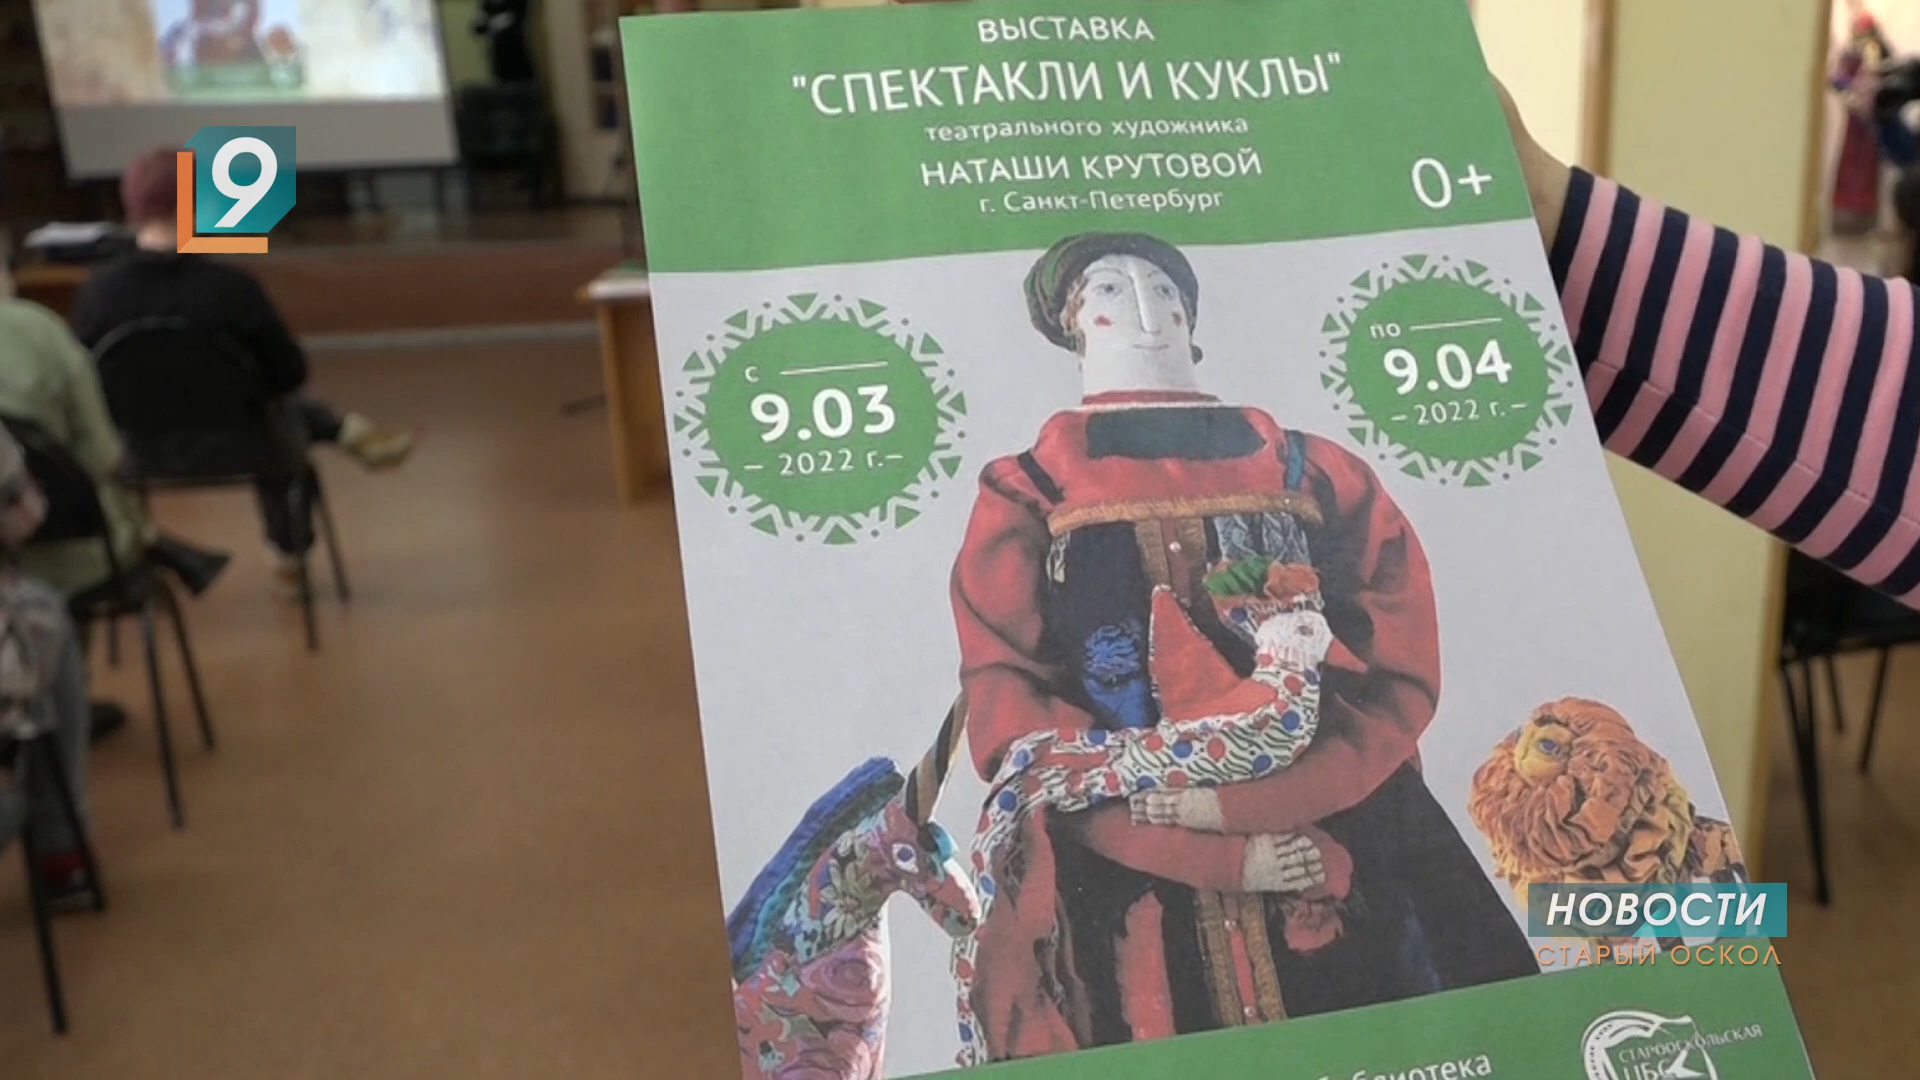 9
ВЫСТАВКА
"СПЕКТАКЛИ И КУКЛЫ"
театрального художника
НАТАШИ КРУТОВОЙ
г. Санкт-Петербург
0+
с
9.03
– 2022 г.–
по
9.04
– 2022 г. –
НОВОСТИ
СТАРЫЙ ОСКОЛ
СТАРООСКОЛЬСКАЯ
ЦБС